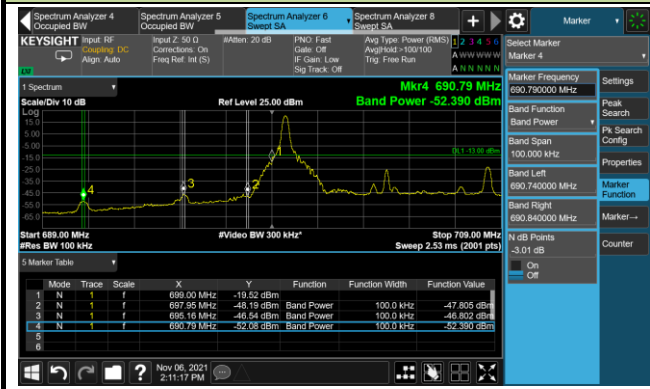 Spectrum Analyzer 4 Spectrum Analyzer 5 Spectrum Analyzer 6 Spectrum Analyzer 8 + Marker
Occupied BW Occupied BW Swept SA Swept SA
KEYSIGHT Input: RF Input Z: 50 Ω #Atten: 20 dB PNO: Fast Avg Type: Power (RMS) 1 2 3 4 5 6
Coupling: DC Corrections: On Gate: Off Avg|Hold:>100/100 A W W W W W
Align: Auto Freq Ref: Int (S) IF Gain: Low Trig: Free Run
Sig Track: Off A N N N N N
1 Spectrum
Mkr4 690.79 MHz
Scale/Div 10 dB Ref Level 25.00 dBm Band Power -52.390 dBm
Log
15.0
5.00
-5.00
-15.0 DL1 -13.00 dBm
-25.0
-35.0
-45.0
-55.0
-65.0
4 3 2 1
Start 689.00 MHz #Video BW 300 kHz* Stop 709.00 MHz
#Res BW 100 kHz Sweep 2.53 ms (2001 pts)
5 Marker Table
Mode Trace Scale X Y Function Function Width Function Value
1 N 1 f 699.00 MHz -19.52 dBm
2 N 1 f 697.95 MHz -48.19 dBm Band Power 100.0 kHz -47.805 dBm
3 N 1 f 695.16 MHz -46.54 dBm Band Power 100.0 kHz -46.802 dBm
4 N 1 f 690.79 MHz -52.08 dBm Band Power 100.0 kHz -52.390 dBm
5
6
? Nov 06, 2021
2:11:17 PM
Select Marker
Marker 4
Marker Frequency
690.790000 MHz
Band Function
Band Power
Band Span
100.000 kHz
Band Left
690.740000 MHz
Band Right
690.840000 MHz
N dB Points
-3.01 dB
On
Off
Settings
Peak
Search
Pk Search
Config
Properties
Marker
Function
Marker→
Counter